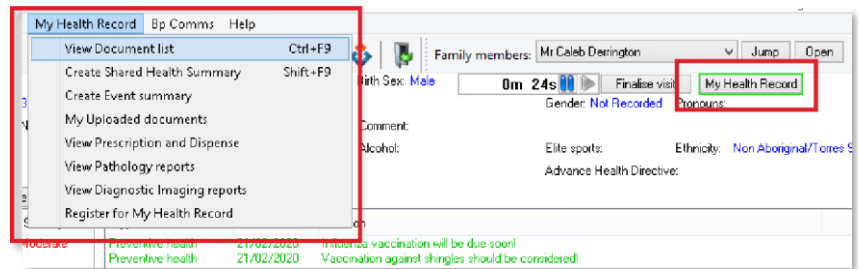 My Health Record Bp Comms Help
View Document list Ctrl+F9
Create Shared Health Summary Shift+F9
Create Event summary
My Uploaded documents
View Prescription and Dispense
View Pathology reports
View Diagnostic Imaging reports
Register for My Health Record
Family members: Mr Caleb Derrington Jump Open
Birth Sex: Male 0m 24s Finalise visit My Health Record
Gender: Not Recorded Pronouns:
Comment:
Alcohol: Elite sports: Ethnicity: Non Aboriginal/Torres S
Advance Health Directive:
Moderate Preventive health 21/02/2020 Influenza vaccination will be due soon!
Preventive health 21/02/2020 Vaccination against shingles should be considered!